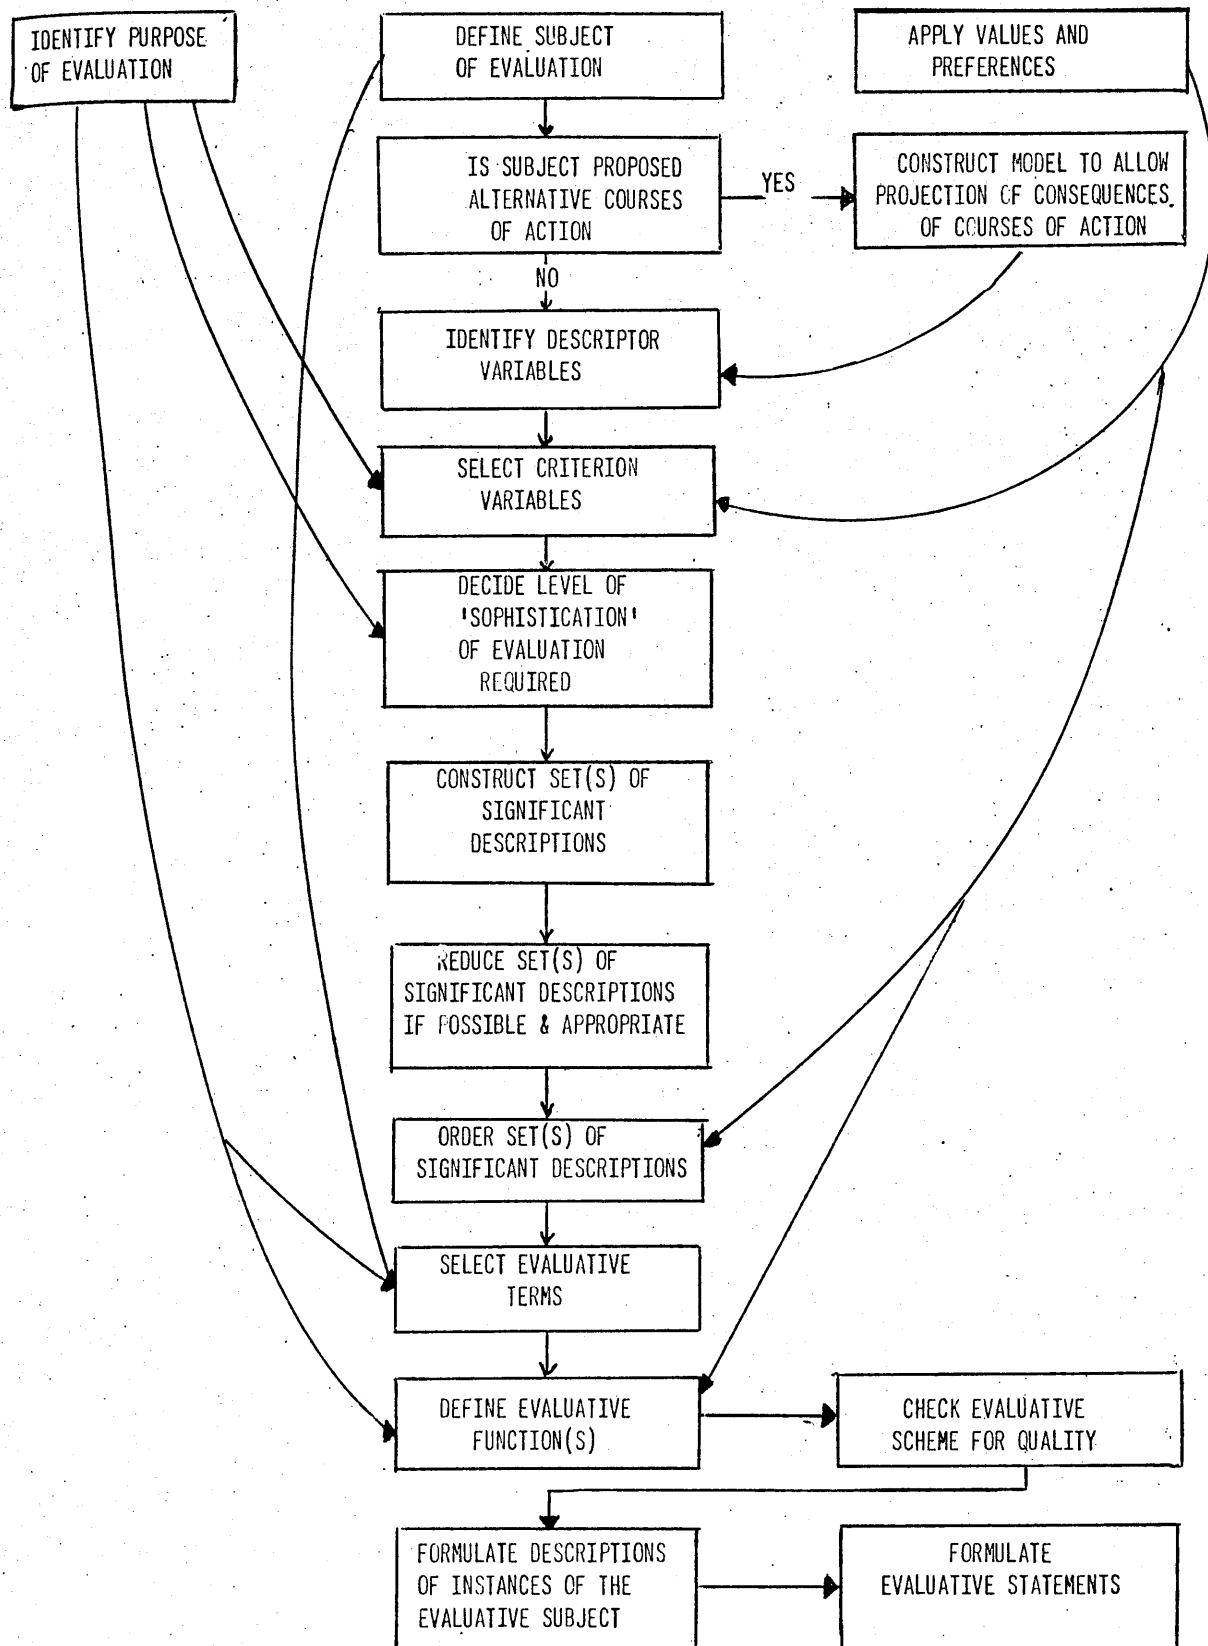 IDENTIFY PURPOSE
OF EVALUATION
DEFINE SUBJECT
OF EVALUATION
APPLY VALUES AND
PREFERENCES
IS SUBJECT PROPOSED
ALTERNATIVE COURSES
OF ACTION
YES
CONSTRUCT MODEL TO ALLOW
PROJECTION OF CONSEQUENCES.
OF COURSES OF ACTION
NO
IDENTIFY DESCRIPTOR
VARIABLES
SELECT CRITERION
VARIABLES
DECIDE LEVEL OF
'SOPHISTICATION'
OF EVALUATION
REQUIRED
CONSTRUCT SET(S) OF
SIGNIFICANT
DESCRIPTIONS
REDUCE SET(S) OF
SIGNIFICANT DESCRIPTIONS
IF POSSIBLE & APPROPRIATE
ORDER SET(S) OF
SIGNIFICANT DESCRIPTIONS
SELECT EVALUATIVE
TERMS
DEFINE EVALUATIVE
FUNCTION(S)
CHECK EVALUATIVE
SCHEME FOR QUALITY
FORMULATE DESCRIPTIONS
OF INSTANCES OF THE
EVALUATIVE SUBJECT
FORMULATE
EVALUATIVE STATEMENTS